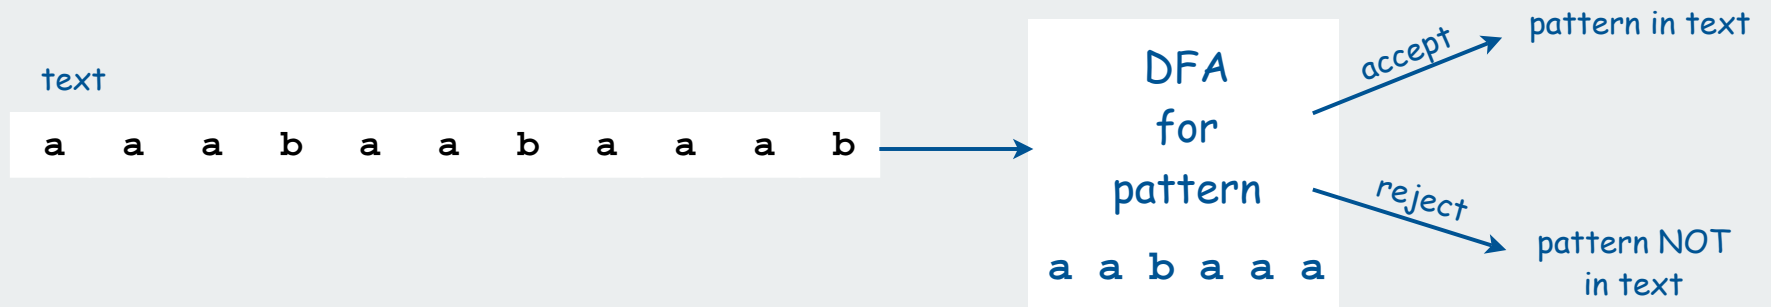 text
a a a b a a b a a a b
DFA
for
pattern
a a b a a a
accept
pattern in text
reject
pattern NOT
in text